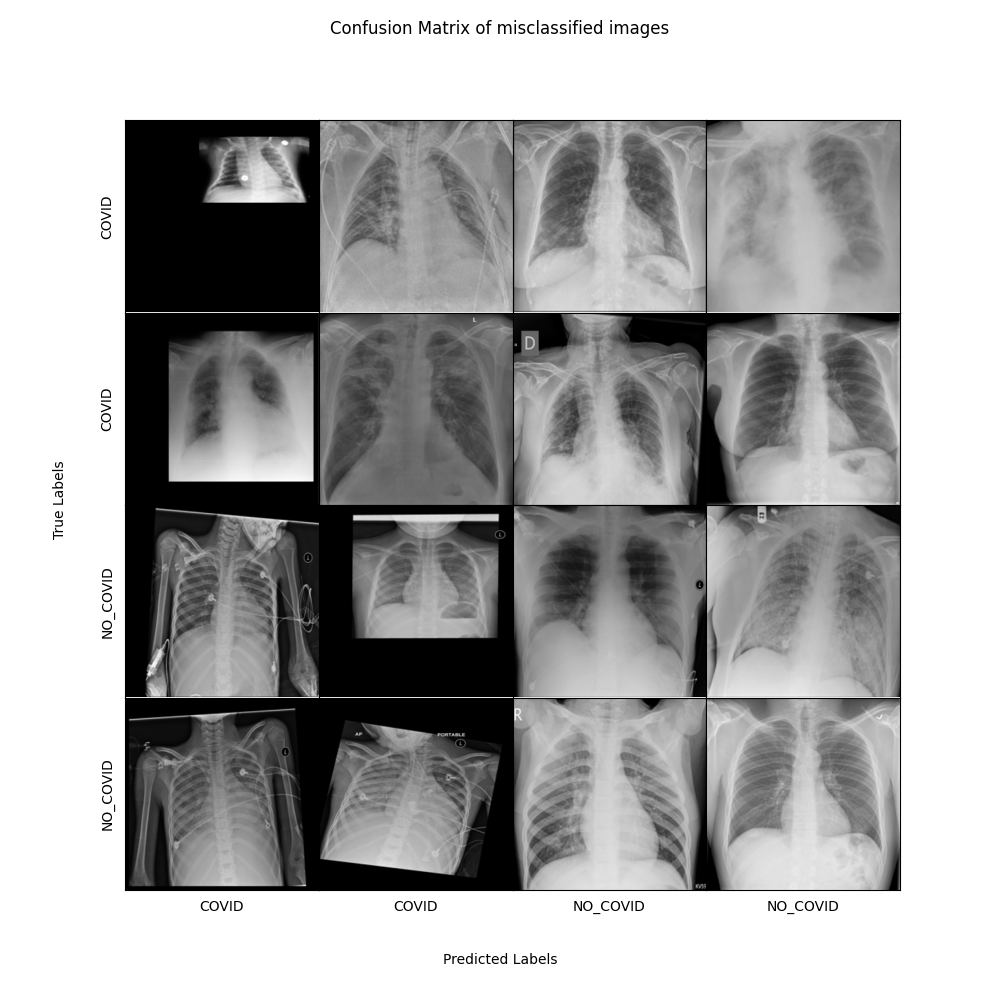 Confusion Matrix of misclassified images
COVID
L
COVID
D
NO_COVID
True Labels
NO_COVID
AP
PORTABLE
R
COVID
COVID
NO_COVID
NO_COVID
Predicted Labels